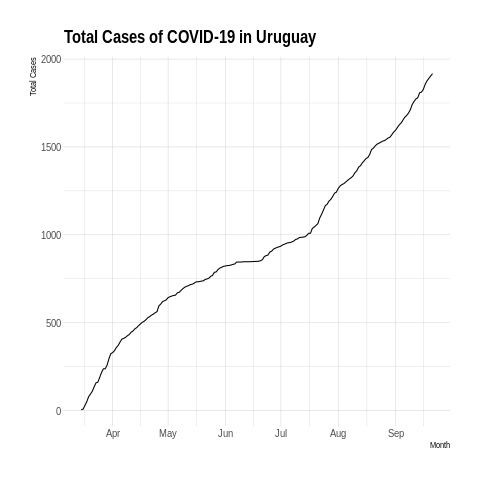 Total Cases of COVID-19 in Uruguay
Total Cases
2000
1500
1000
500
0
Apr May Jun Jul Aug Sep
Month